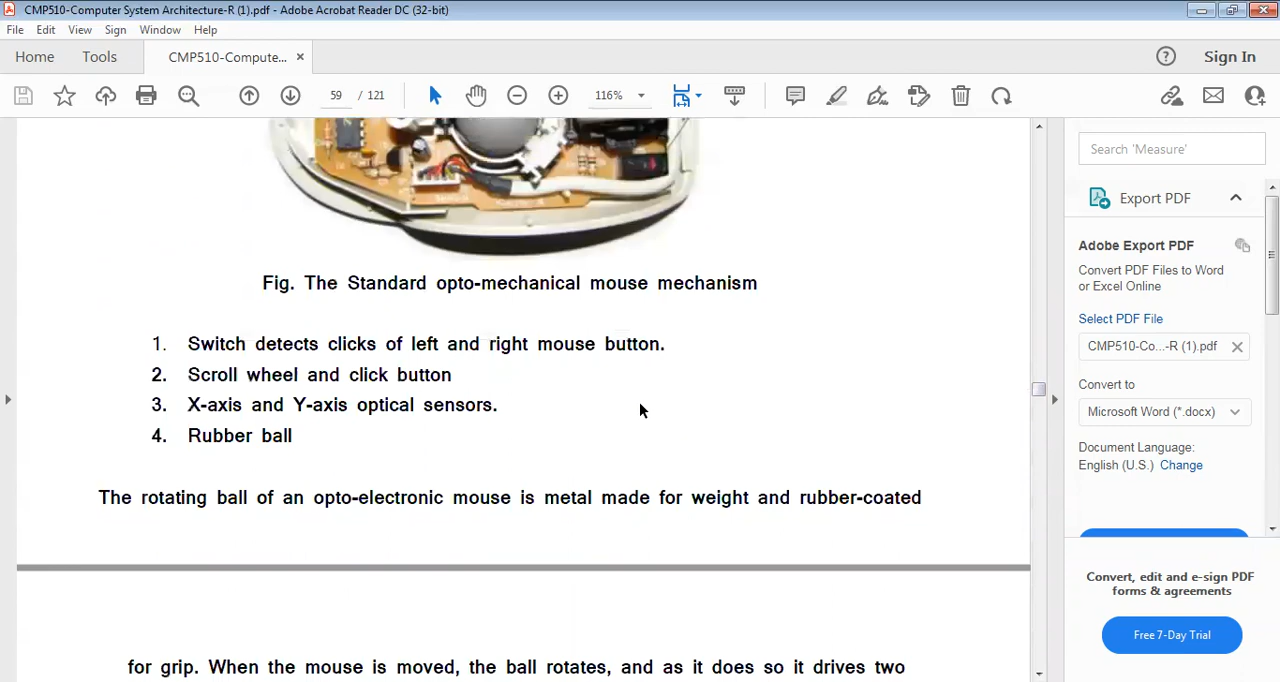 CMP510-Computer System Architecture-R (1).pdf - Adobe Acrobat Reader DC (32-bit)
File Edit View Sign Window Help
Home Tools CMP510-Compute... × Sign In
59 / 121 116%
Search 'Measure'
Export PDF
Adobe Export PDF
Convert PDF Files to Word
or Excel Online
Select PDF File
CMP510-Co...-R (1).pdf
Convert to
Microsoft Word (*.docx)
Document Language:
English (U.S.) Change
Convert, edit and e-sign PDF
forms & agreements
Free 7-Day Trial
Fig. The Standard opto-mechanical mouse mechanism
1. Switch detects clicks of left and right mouse button.
2. Scroll wheel and click button
3. X-axis and Y-axis optical sensors.
4. Rubber ball
The rotating ball of an opto-electronic mouse is metal made for weight and rubber-coated
for grip. When the mouse is moved, the ball rotates, and as it does so it drives two